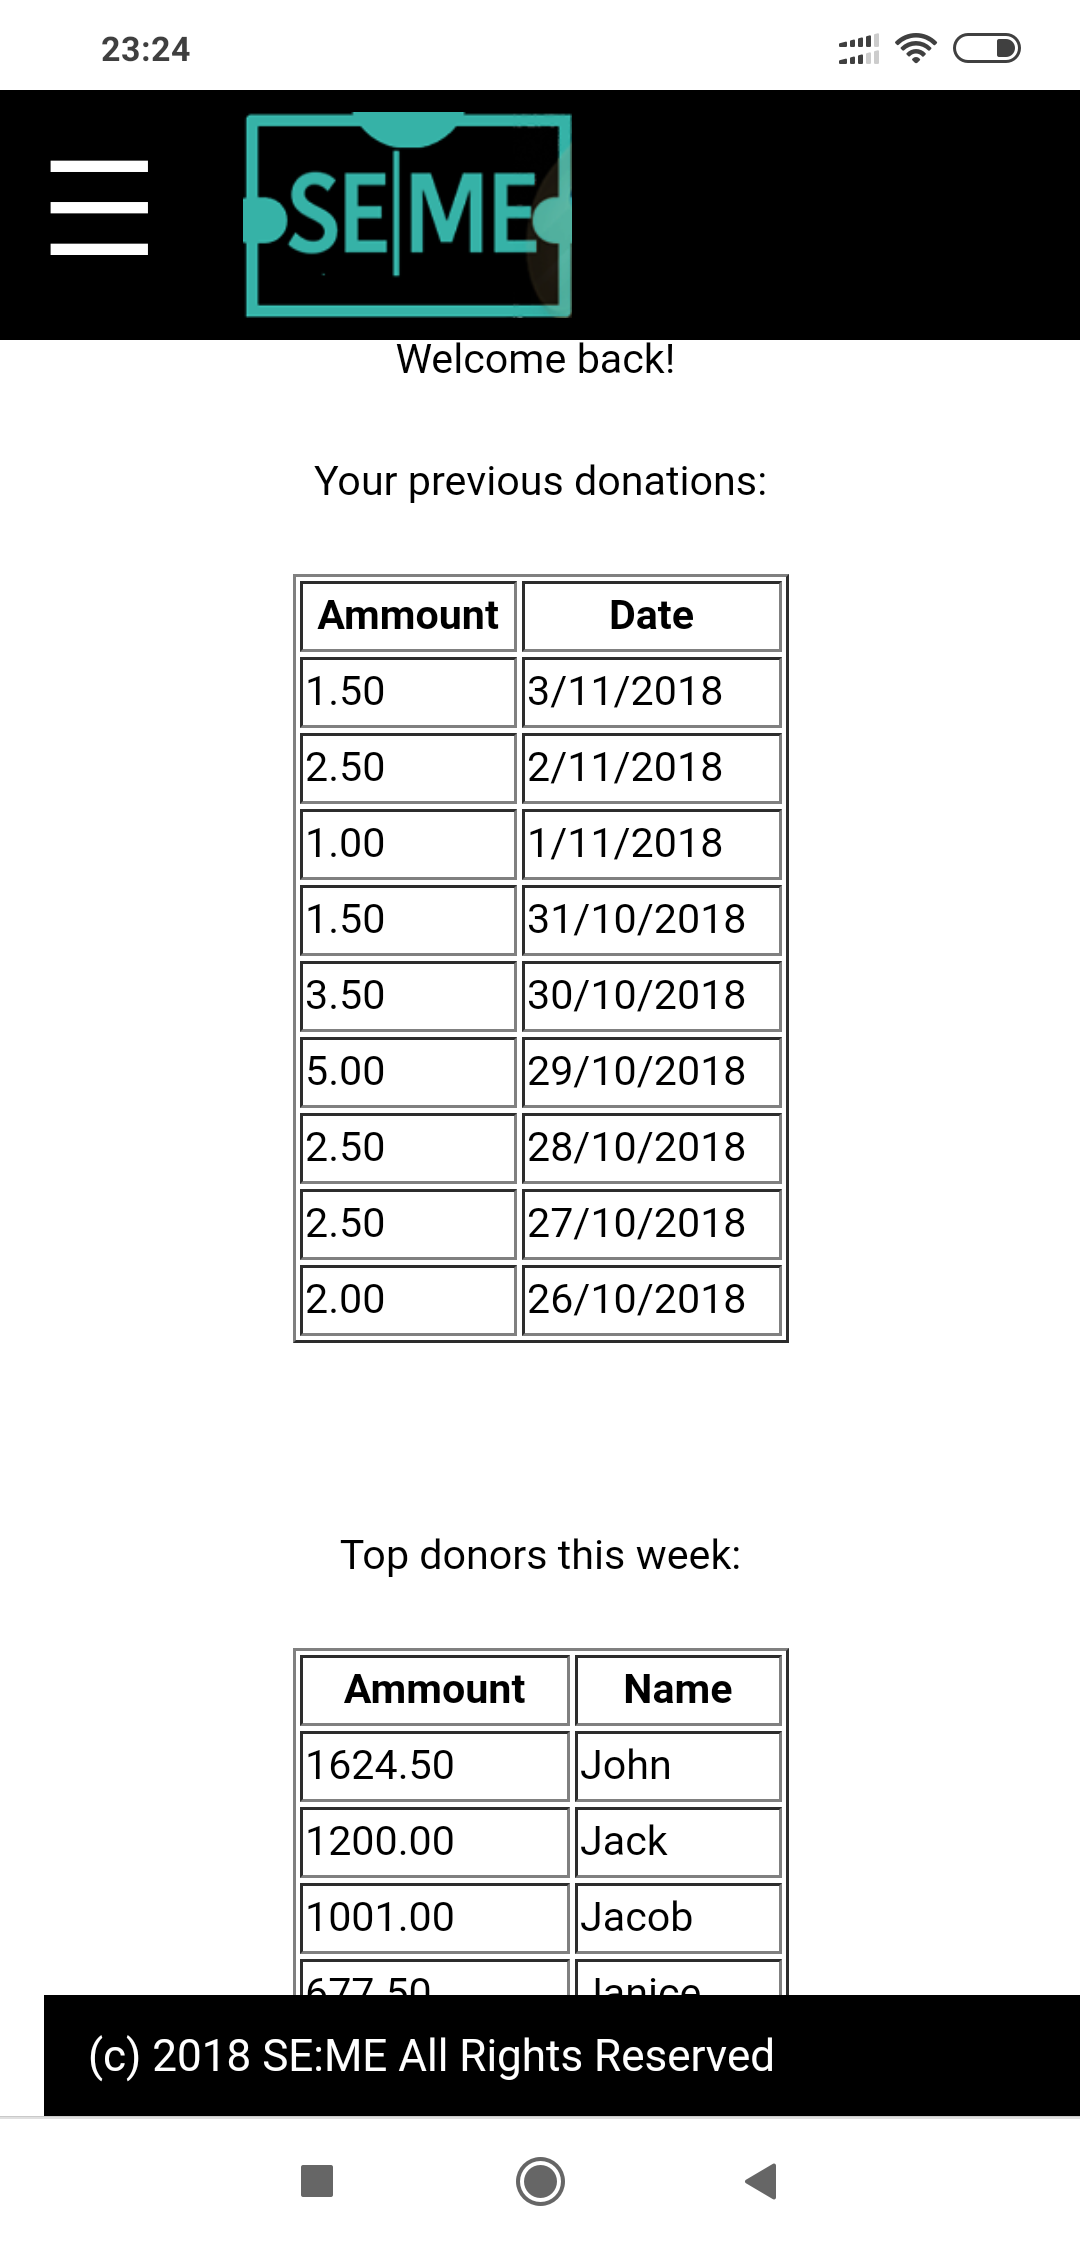 23:24
SE|ME
Welcome back!
Your previous donations:
Ammount Date
1.50 3/11/2018
2.50 2/11/2018
1.00 1/11/2018
1.50 31/10/2018
3.50 30/10/2018
5.00 29/10/2018
2.50 28/10/2018
2.50 27/10/2018
2.00 26/10/2018
Top donors this week:
Ammount Name
1624.50 John
1200.00 Jack
1001.00 Jacob
677.50 Janice
(c) 2018 SE:ME All Rights Reserved